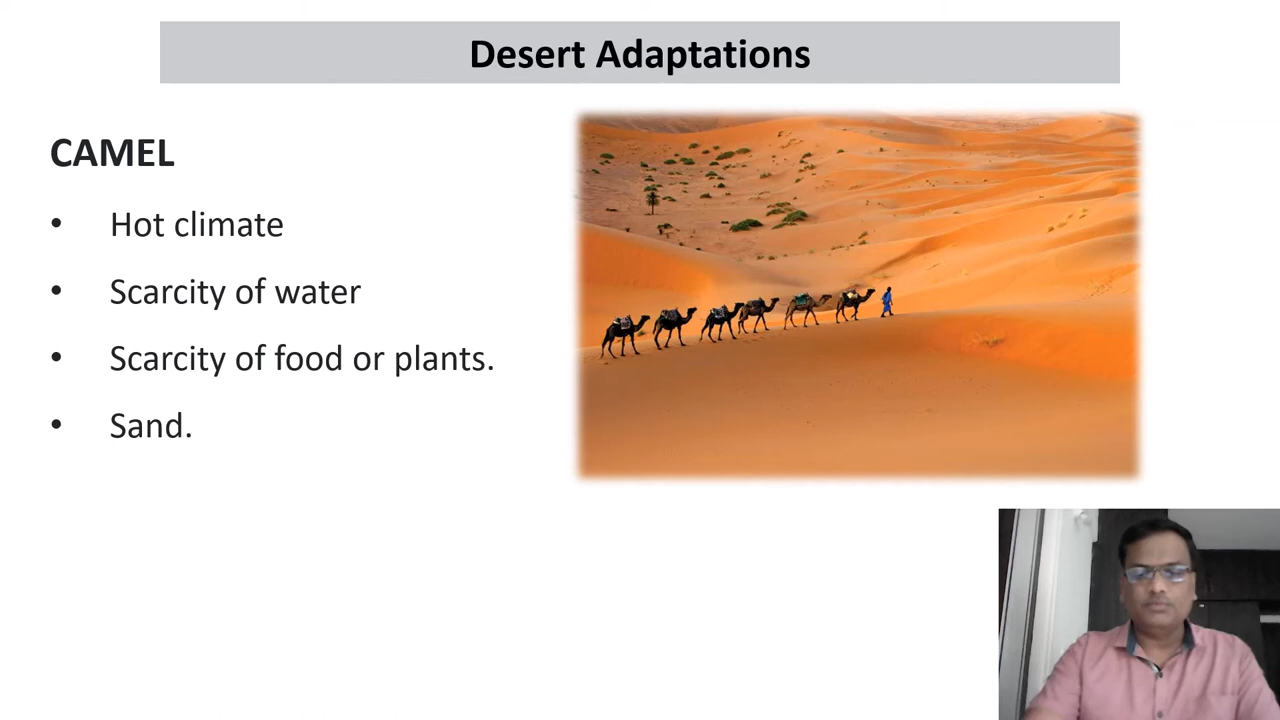 Desert Adaptations
CAMEL
• Hot climate
• Scarcity of water
• Scarcity of food or plants.
• Sand.